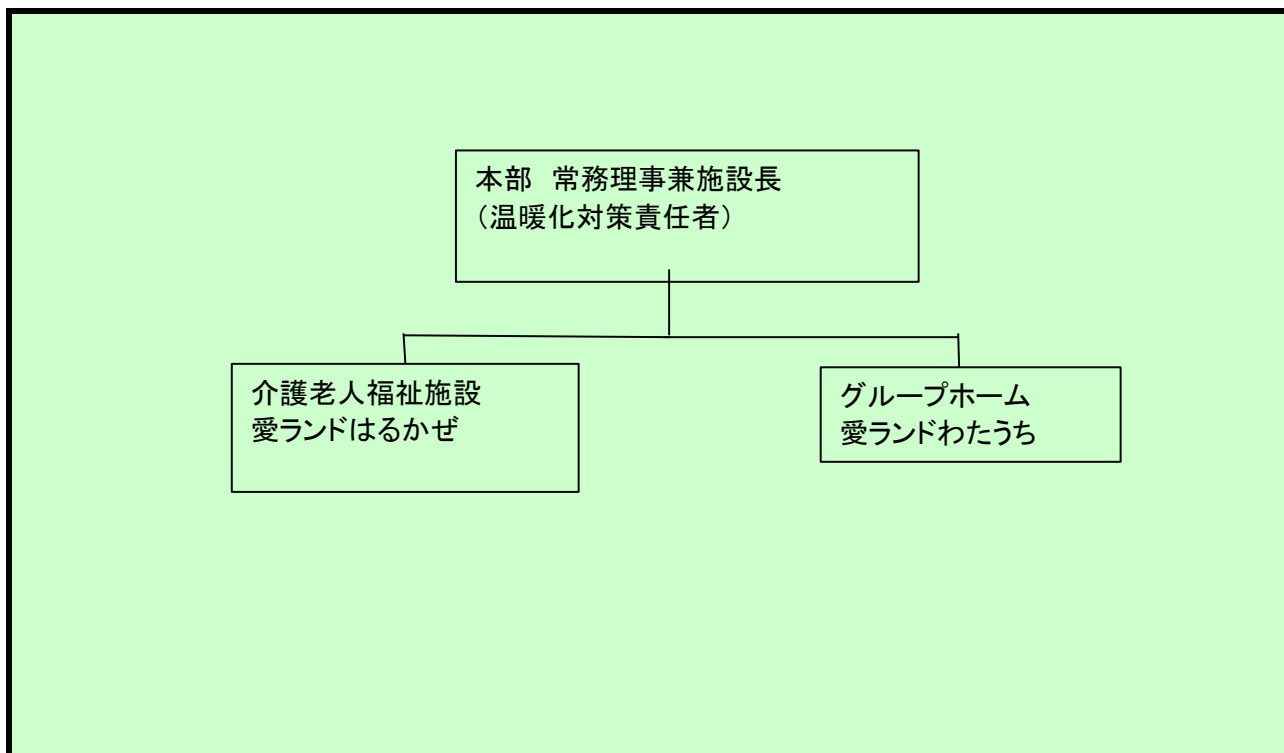 本部　常務理事兼施設長
（温暖化対策責任者）
介護老人福祉施設
愛ランドはるかぜ
グループホーム
愛ランドわたうち